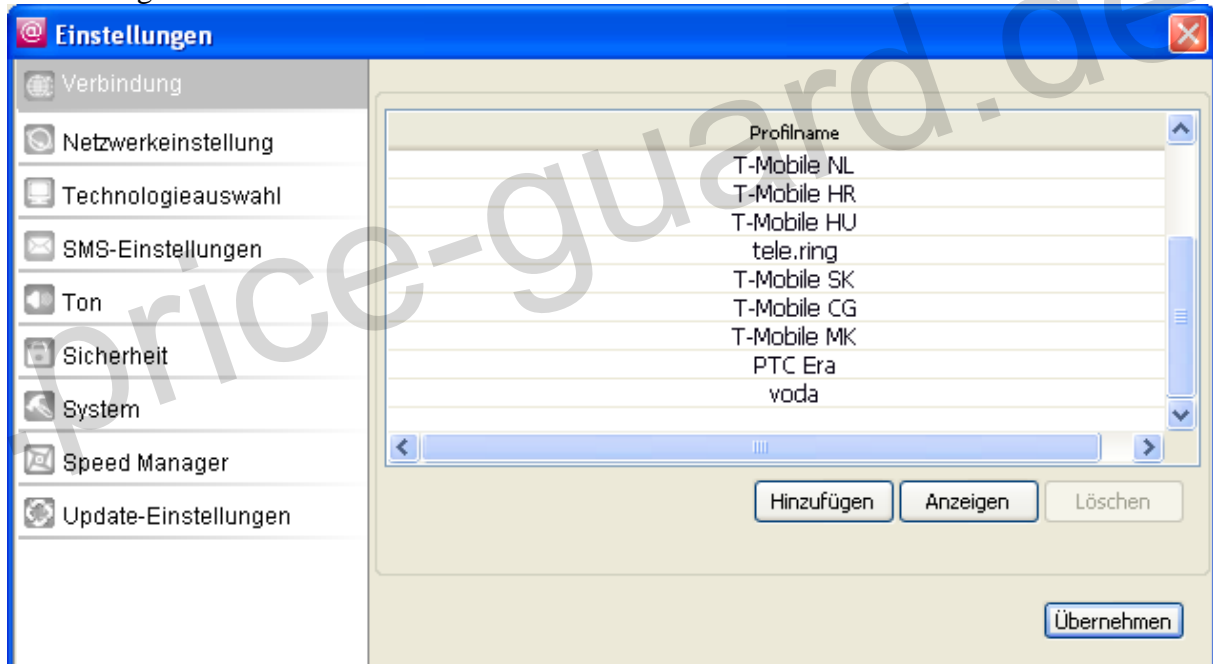 Einstellungen
Verbindung
Netzwerkeinstellung
Technologieauswahl
SMS-Einstellungen
Ton
Sicherheit
System
Speed Manager
Update-Einstellungen
Profilname
T-Mobile NL
T-Mobile HR
T-Mobile HU
tele.ring
T-Mobile SK
T-Mobile CG
T-Mobile MK
PTC Era
voda
Hinzufügen Anzeigen Löschen
Übernehmen
price-guard.de